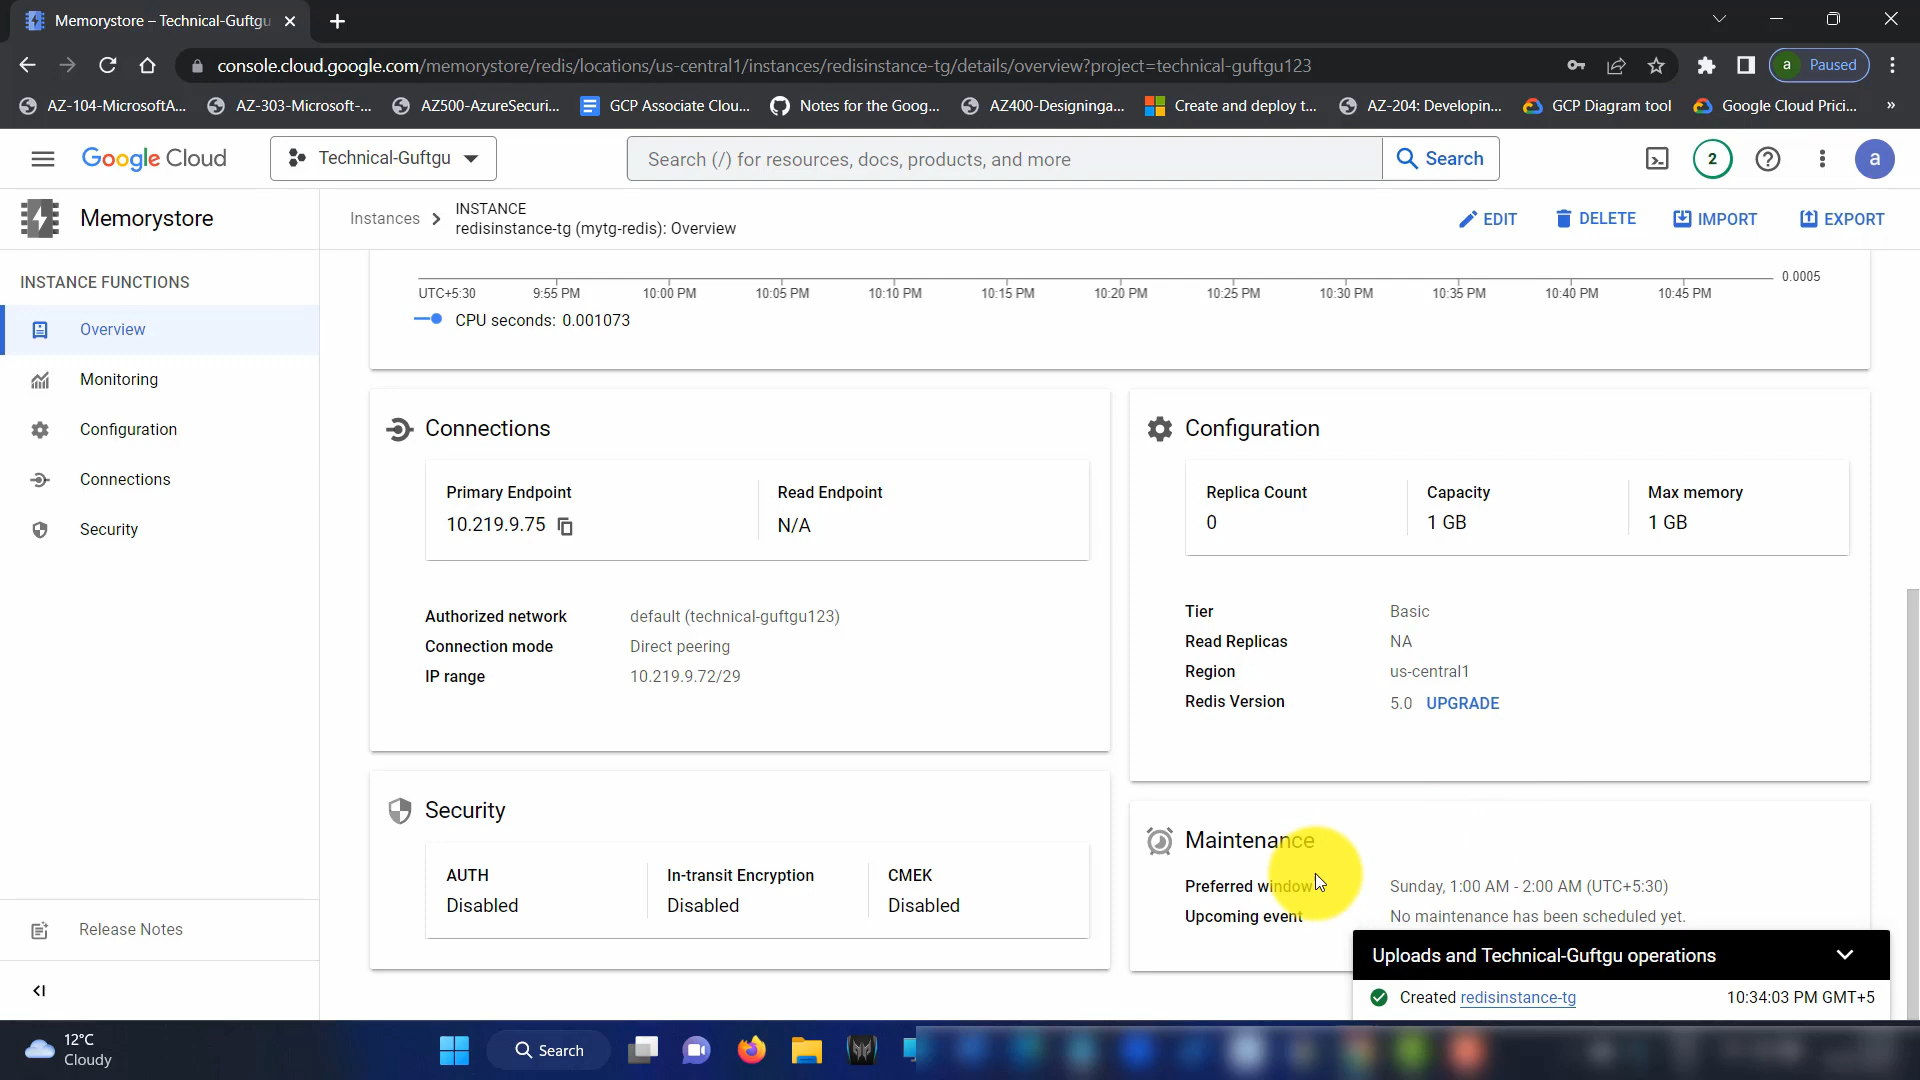 Memorystore – Technical-Guftgu
console.cloud.google.com/memorystore/redis/locations/us-central1/instances/redisinstance-tg/details/overview?project=technical-guftgu123
a Paused
AZ-104-MicrosoftA...
AZ-303-Microsoft-...
AZ500-AzureSecuri...
GCP Associate Clou...
Notes for the Goog...
AZ400-Designinga...
Create and deploy t...
AZ-204: Developin...
GCP Diagram tool
Google Cloud Prici...
»
Google Cloud
Technical-Guftgu
Search (/) for resources, docs, products, and more
Search
2
a
Memorystore
Instances
INSTANCE
redisinstance-tg (mytg-redis): Overview
EDIT
DELETE
IMPORT
EXPORT
INSTANCE FUNCTIONS
Overview
Monitoring
Configuration
Connections
Security
Release Notes
0.0005
UTC+5:30 9:55 PM 10:00 PM 10:05 PM 10:10 PM 10:15 PM 10:20 PM 10:25 PM 10:30 PM 10:35 PM 10:40 PM 10:45 PM
CPU seconds: 0.001073
Connections
Primary Endpoint
10.219.9.75
Read Endpoint
N/A
Authorized network default (technical-guftgu123)
Connection mode Direct peering
IP range 10.219.9.72/29
Configuration
Replica Count
0
Capacity
1 GB
Max memory
1 GB
Tier Basic
Read Replicas NA
Region us-central1
Redis Version 5.0 UPGRADE
Security
AUTH
Disabled
In-transit Encryption
Disabled
CMEK
Disabled
Maintenance
Preferred window Sunday, 1:00 AM - 2:00 AM (UTC+5:30)
Upcoming event No maintenance has been scheduled yet.
Uploads and Technical-Guftgu operations
Created redisinstance-tg 10:34:03 PM GMT+5
12°C
Cloudy
Search